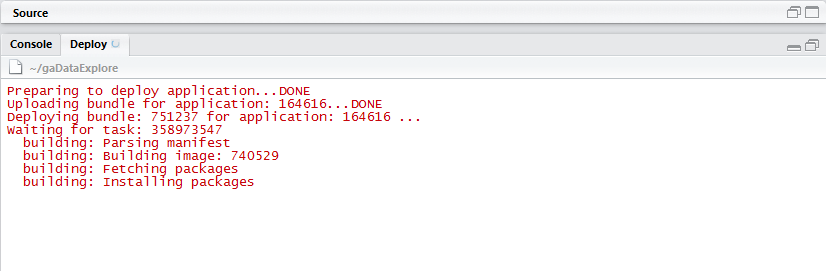 Source
Console Deploy
~/gaDataExplore
Preparing to deploy application...DONE
Uploading bundle for application: 164616...DONE
Deploying bundle: 751237 for application: 164616 ...
Waiting for task: 358973547
  building: Parsing manifest
  building: Building image: 740529
  building: Fetching packages
  building: Installing packages